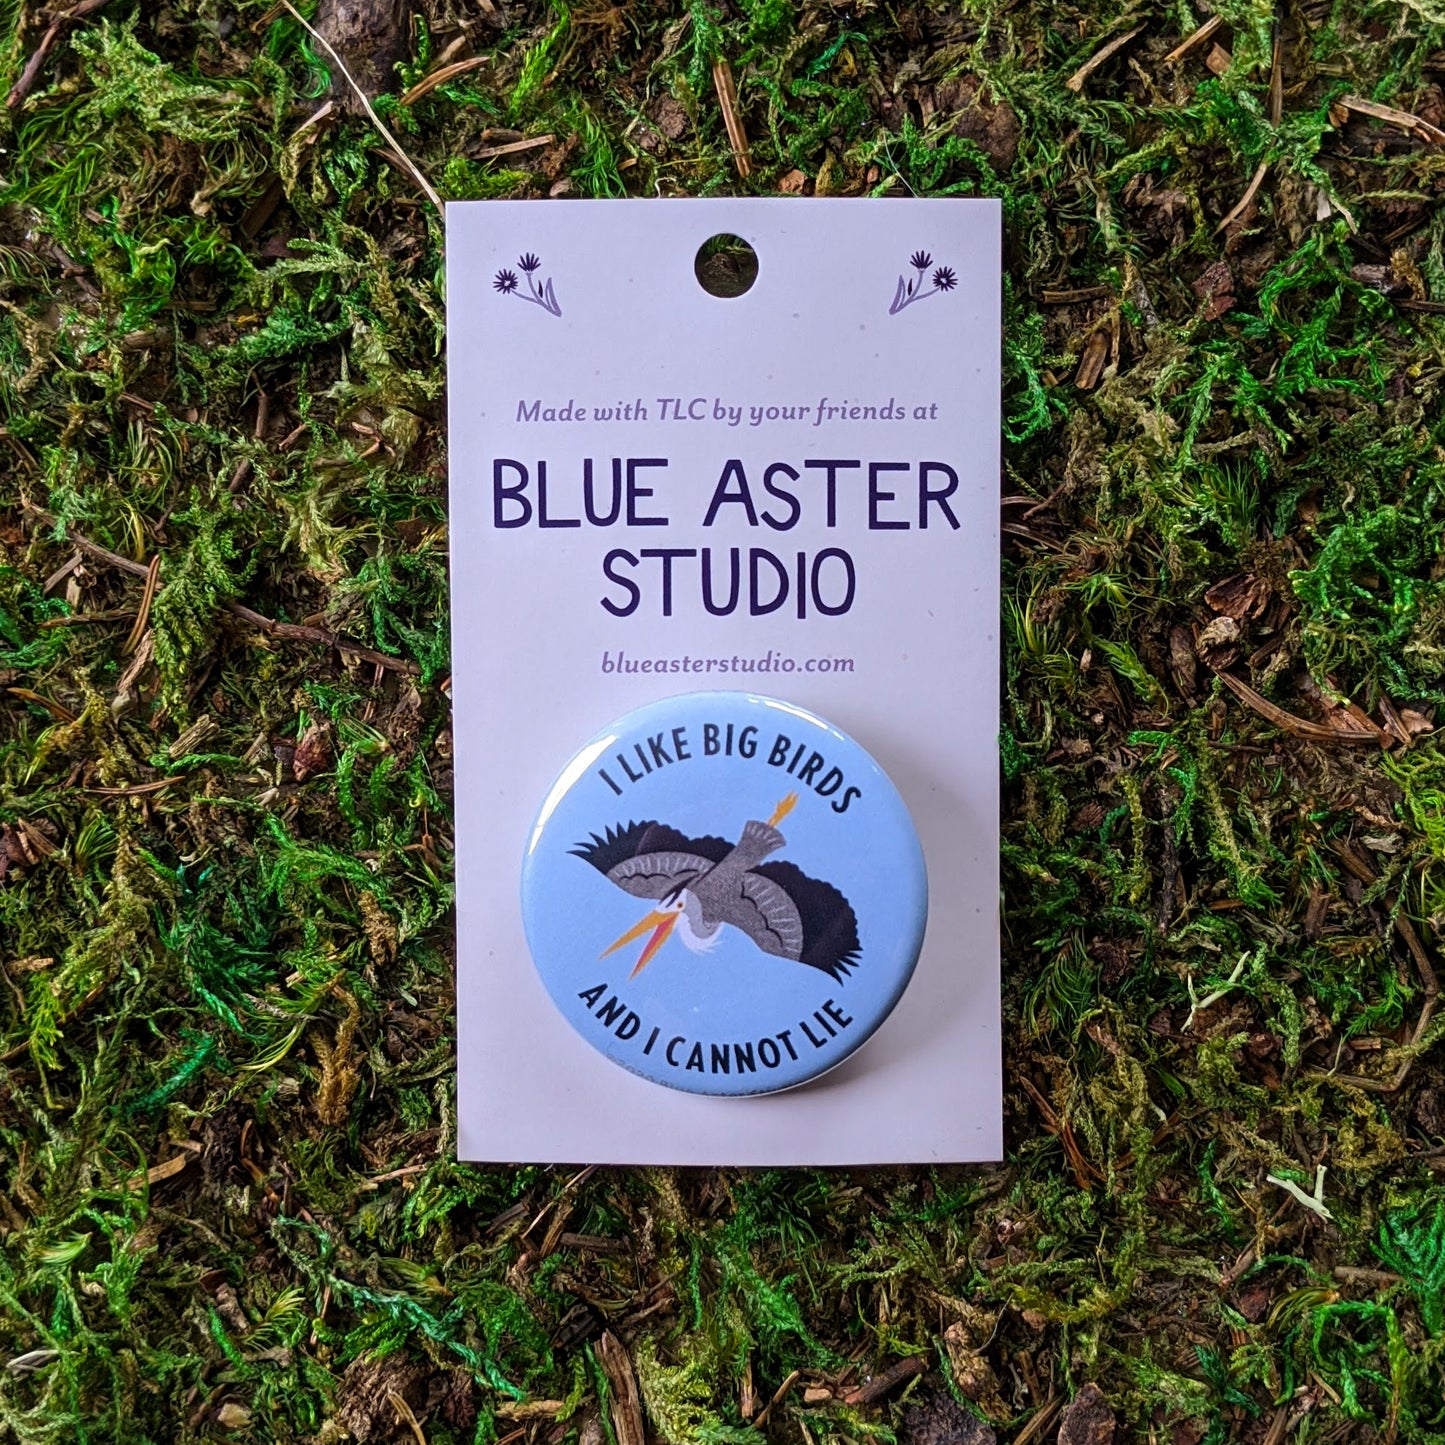 Made with TLC by your friends at
BLUE ASTER
STUDIO
blueasterstudio.com
I LIKE BIG BIRDS
AND I CANNOT LIE